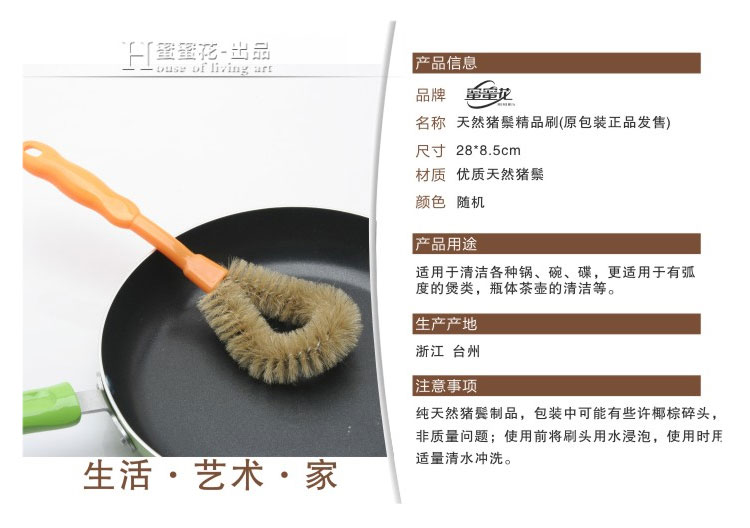 蜜蜜花-出品
House of living art
生活·艺术·家
产品信息
品牌 蜜蜜花
名称 天然猪鬃精品刷(原包装正品发售)
尺寸 28*8.5cm
材质 优质天然猪鬃
颜色 随机
产品用途
适用于清洁各种锅、碗、碟，更适用于有弧
度的煲类，瓶体茶壶的清洁等。
生产产地
浙江 台州
注意事项
纯天然猪鬓制品，包装中可能有些许椰棕碎头，
非质量问题；使用前将刷头用水浸泡，使用时用
适量清水冲洗。